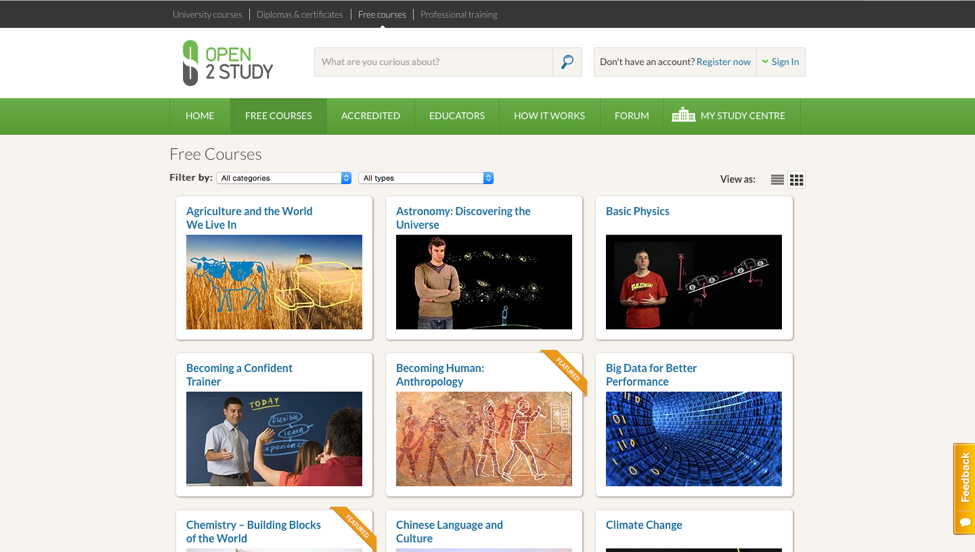 University courses | Diplomas & certificates | Free courses | Professional training
OPEN
2 STUDY
What are you curious about?
Don't have an account? Register now
Sign In
HOME
FREE COURSES
ACCREDITED
EDUCATORS
HOW IT WORKS
FORUM
MY STUDY CENTRE
Free Courses
Filter by:
All categories
All types
View as:
Agriculture and the World
We Live In
Astronomy: Discovering the
Universe
Basic Physics
BAZINGA!
Becoming a Confident
Trainer
TODAY
flexible
learn
experience
Becoming Human:
Anthropology
FEATURED
Big Data for Better
Performance
Chemistry – Building Blocks
of the World
FEATURED
Chinese Language and
Culture
Climate Change
Feedback